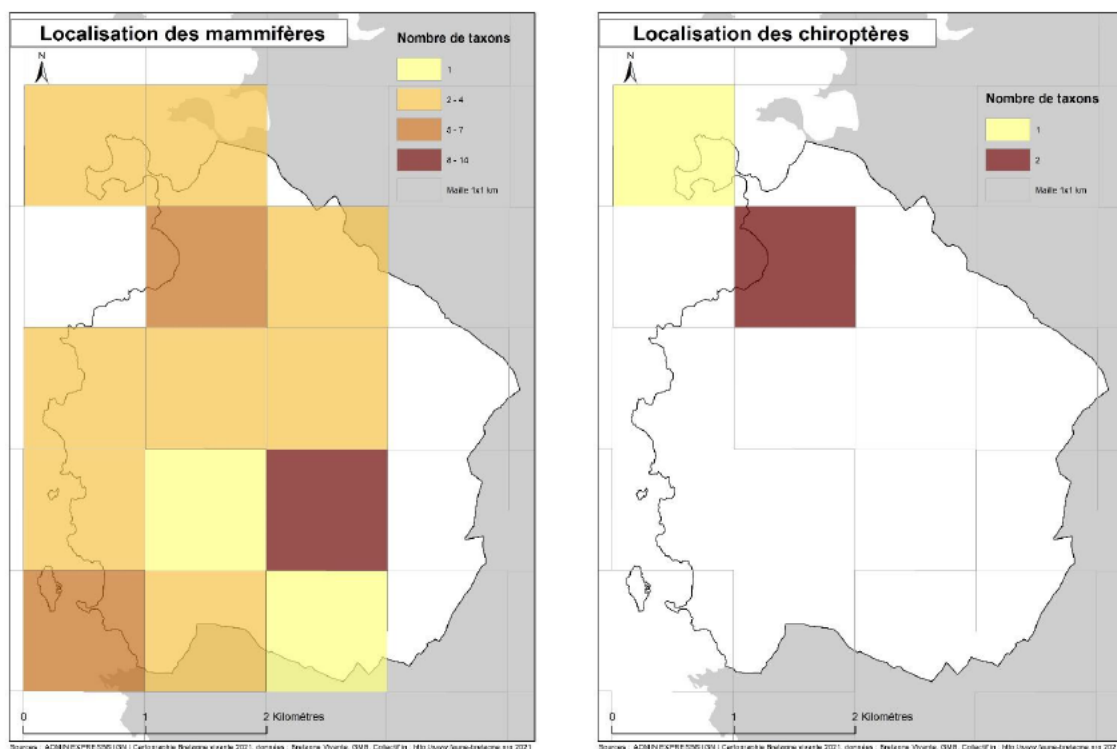 Localisation des mammifères
Nombre de taxons
N
1
2 - 4
5 - 7
8 - 10
Maille 1x1 km
0
1
2 Kilomètres
Localisation des chiroptères
Nombre de taxons
N
1
2
Maille 1x1 km
0
1
2 Kilomètres